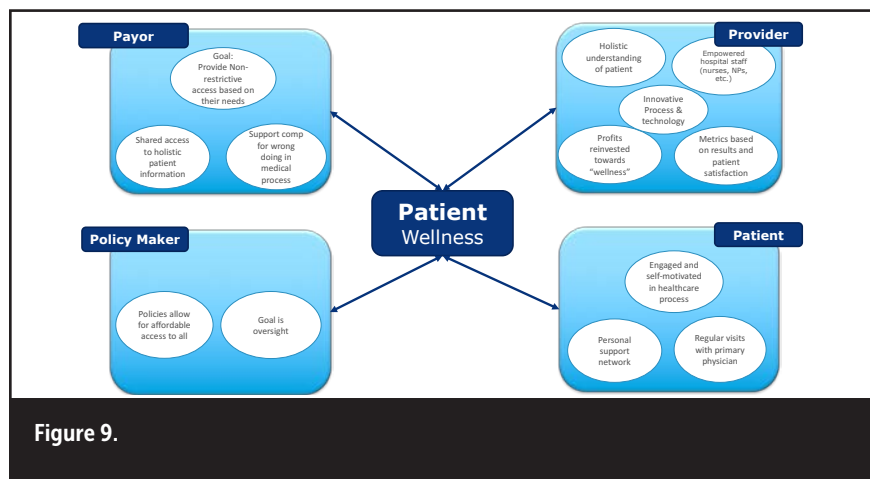 Payor
Goal:
Provide Non-
restrictive
access based on
their needs
Shared access
to holistic
patient
information
Support comp
for wrong
doing in
medical
process
Provider
Holistic
understanding
of patient
Empowered
hospital staff
(nurses, NPs,
etc.)
Innovative
Process &
technology
Profits
reinvested
towards
"wellness"
Metrics based
on results and
patient
satisfaction
Patient
Wellness
Policy Maker
Policies allow
for affordable
access to all
Goal is
oversight
Patient
Engaged and
self-motivated
in healthcare
process
Personal
support
network
Regular visits
with primary
physician
Figure 9.